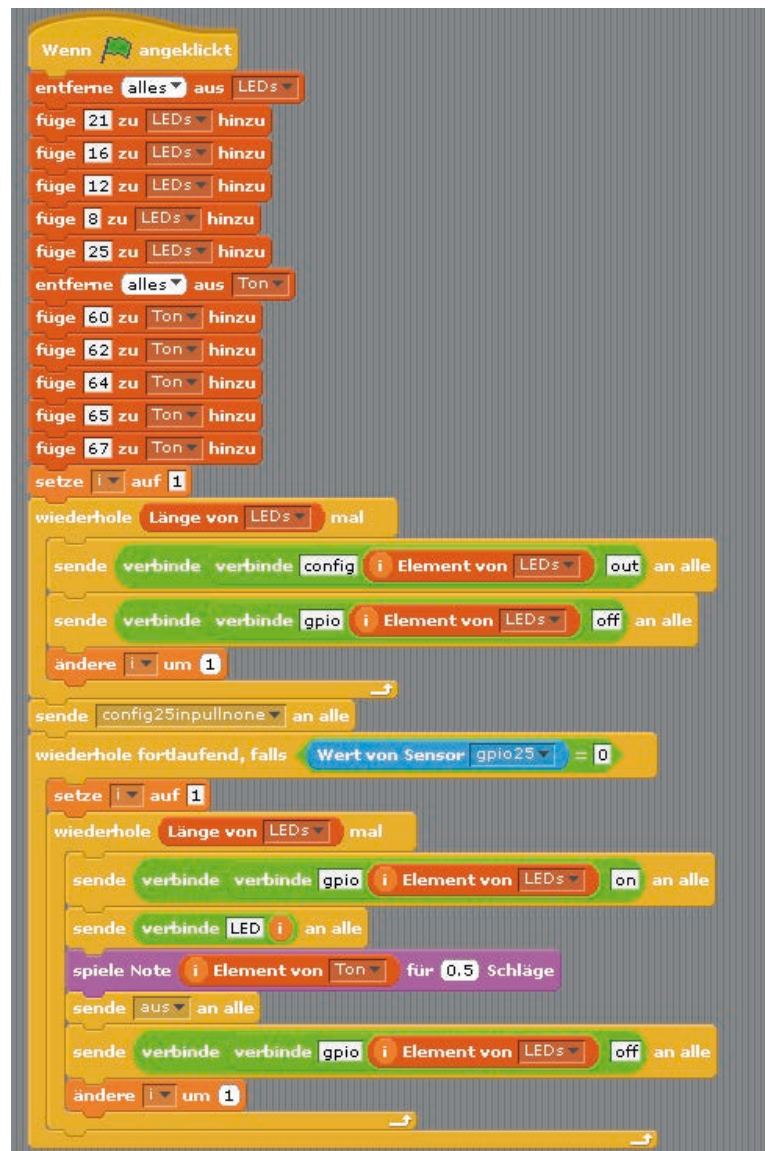 Wenn angeklickt
entferne alles aus LEDs
füge 21 zu LEDs hinzu
füge 16 zu LEDs hinzu
füge 12 zu LEDs hinzu
füge 8 zu LEDs hinzu
füge 25 zu LEDs hinzu
entferne alles aus Ton
füge 60 zu Ton hinzu
füge 62 zu Ton hinzu
füge 64 zu Ton hinzu
füge 65 zu Ton hinzu
füge 67 zu Ton hinzu
setze i auf 1
wiederhole Länge von LEDs mal
sende verbinde verbinde config i Element von LEDs out an alle
sende verbinde verbinde gpio i Element von LEDs off an alle
ändere i um 1
sende config25inpullnone an alle
wiederhole fortlaufend, falls Wert von Sensor gpio25 = 0
setze i auf 1
wiederhole Länge von LEDs mal
sende verbinde verbinde gpio i Element von LEDs on an alle
sende verbinde LED i an alle
spiele Note i Element von Ton für 0.5 Schläge
sende aus an alle
sende verbinde verbinde gpio i Element von LEDs off an alle
ändere i um 1